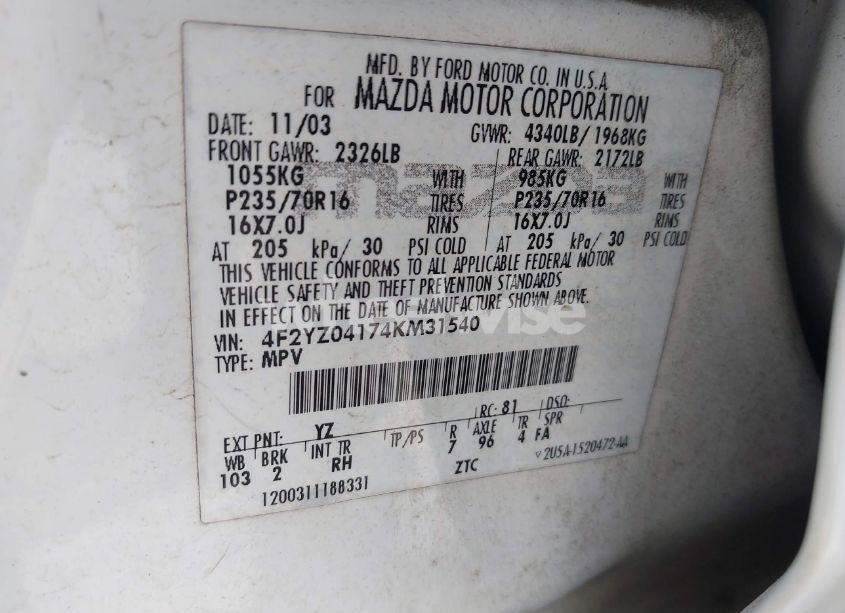 MFD. BY FORD MOTOR CO. IN U.S.A.
FOR MAZDA MOTOR CORPORATION
DATE: 11/03 GVWR: 4340LB/ 1968KG
FRONT GAWR: 2326LB REAR GAWR: 2172LB
1055KG WITH 985KG WITH
P235/70R16 TIRES P235/70R16 TIRES
16X7.0J RIMS 16X7.0J RIMS
AT 205 kPa/ 30 PSI COLD AT 205 kPa/ 30 PSI COLD
THIS VEHICLE CONFORMS TO ALL APPLICABLE FEDERAL MOTOR
VEHICLE SAFETY AND THEFT PREVENTION STANDARDS
IN EFFECT ON THE DATE OF MANUFACTURE SHOWN ABOVE.
VIN: 4F2YZ04174KM31540
TYPE: MPV
RC: 81 DSO:
EXT PNT: YZ TP/PS R AXLE TR SPR
WB BRK INT TR 7 96 4 FA
103 2 RH ZTC 2U5A-1520472-AA
1200311188331